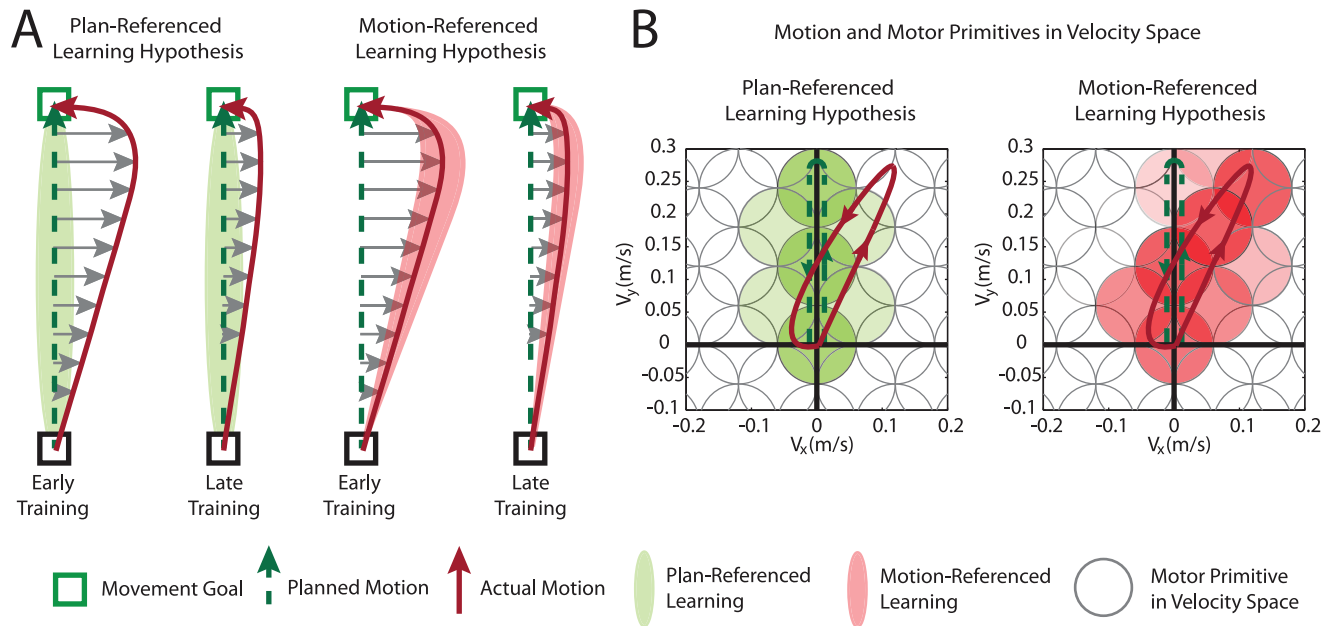 A
Plan-Referenced
Learning Hypothesis
Motion-Referenced
Learning Hypothesis
Early
Training
Late
Training
Early
Training
Late
Training
B
Motion and Motor Primitives in Velocity Space
Plan-Referenced
Learning Hypothesis
Motion-Referenced
Learning Hypothesis
0.3
0.25
0.2
0.15
0.1
0.05
0
-0.05
-0.1
Vy(m/s)
-0.2
-0.1
0
0.1
0.2
Vx(m/s)
0.3
0.25
0.2
0.15
0.1
0.05
0
-0.05
-0.1
Vy(m/s)
-0.2
-0.1
0
0.1
0.2
Vx(m/s)
Movement Goal
Planned Motion
Actual Motion
Plan-Referenced
Learning
Motion-Referenced
Learning
Motor Primitive
in Velocity Space